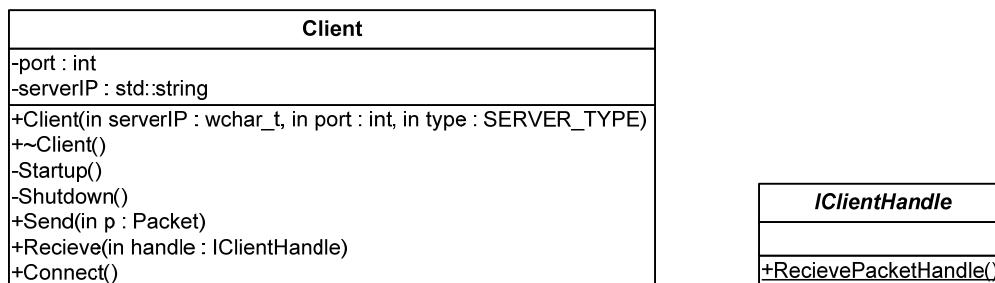 Client
-port : int
-serverIP : std::string
+Client(in serverIP : wchar_t, in port : int, in type : SERVER_TYPE)
+~Client()
-Startup()
-Shutdown()
+Send(in p : Packet)
+Recieve(in handle : IClientHandle)
+Connect()
IClientHandle
+RecievePacketHandle()